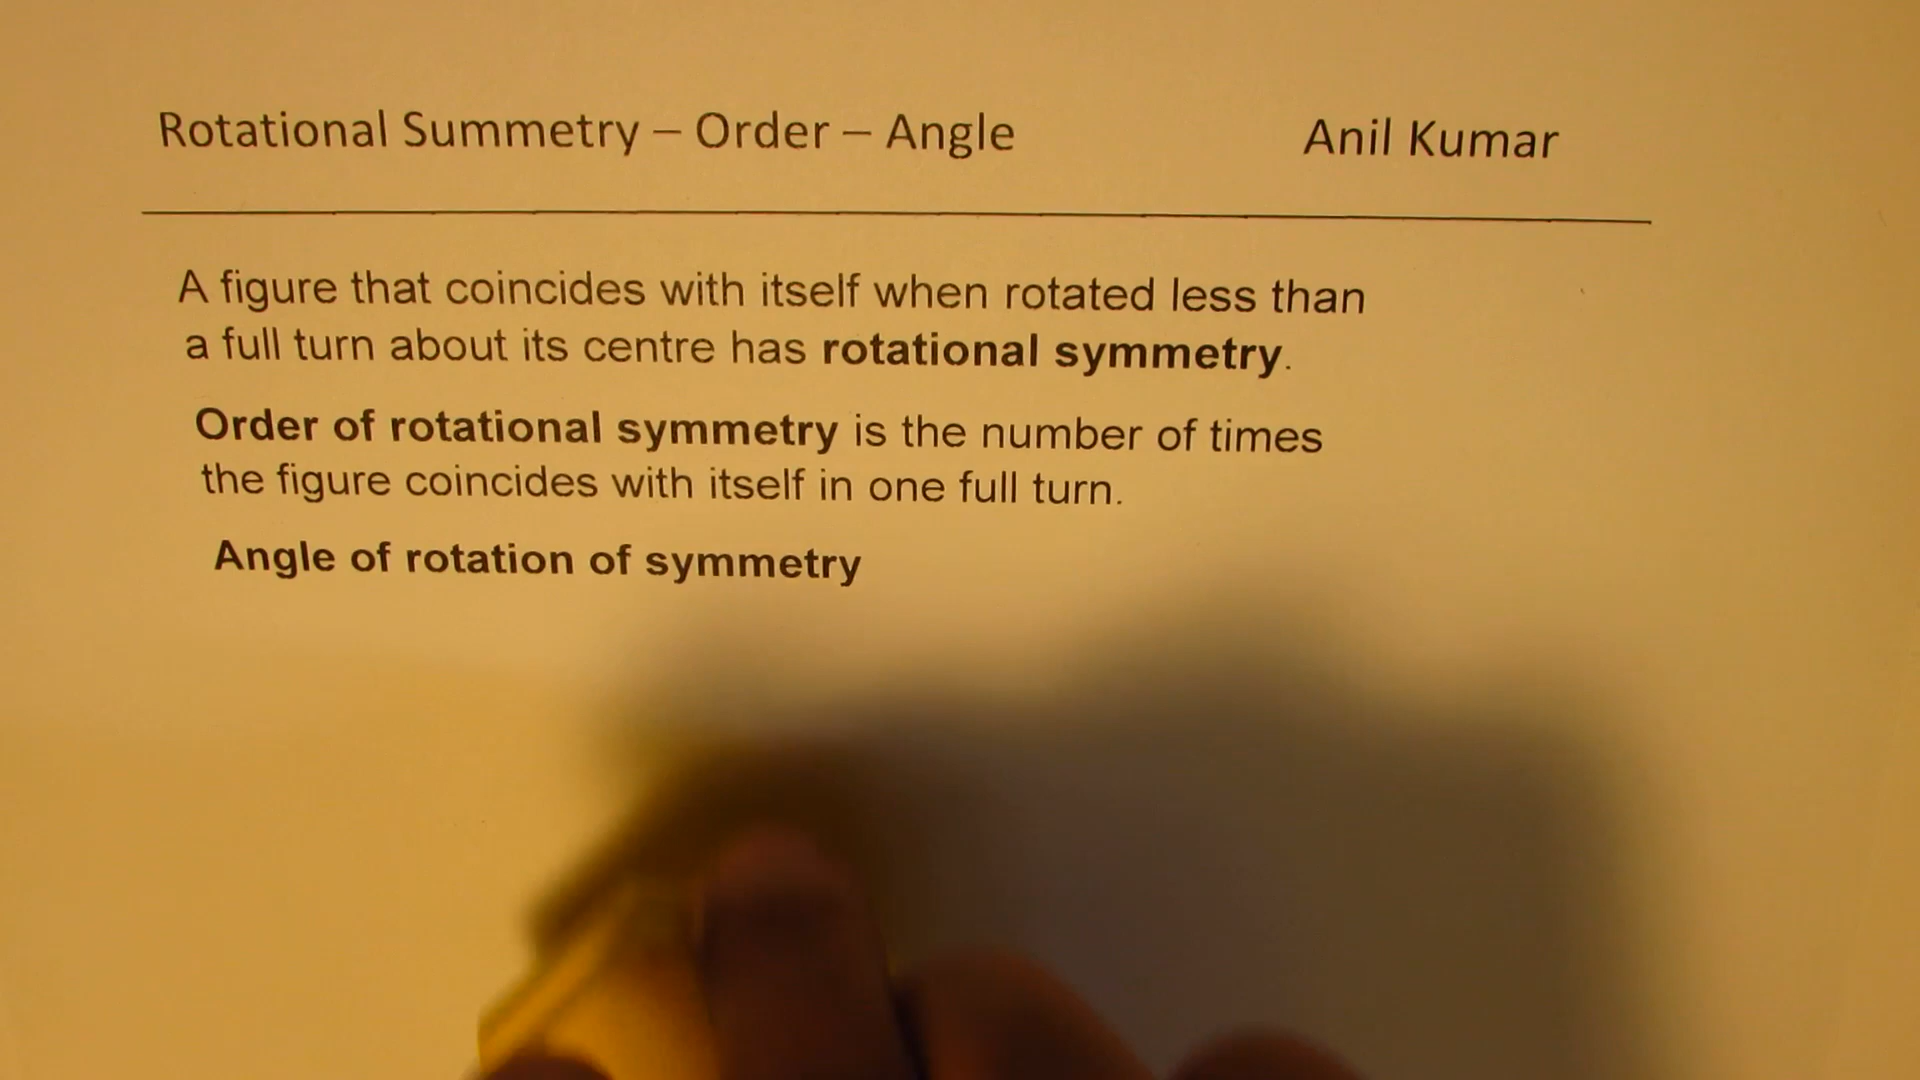 Rotational Summetry – Order – Angle Anil Kumar
A figure that coincides with itself when rotated less than
a full turn about its centre has rotational symmetry.
Order of rotational symmetry is the number of times
the figure coincides with itself in one full turn.
Angle of rotation of symmetry